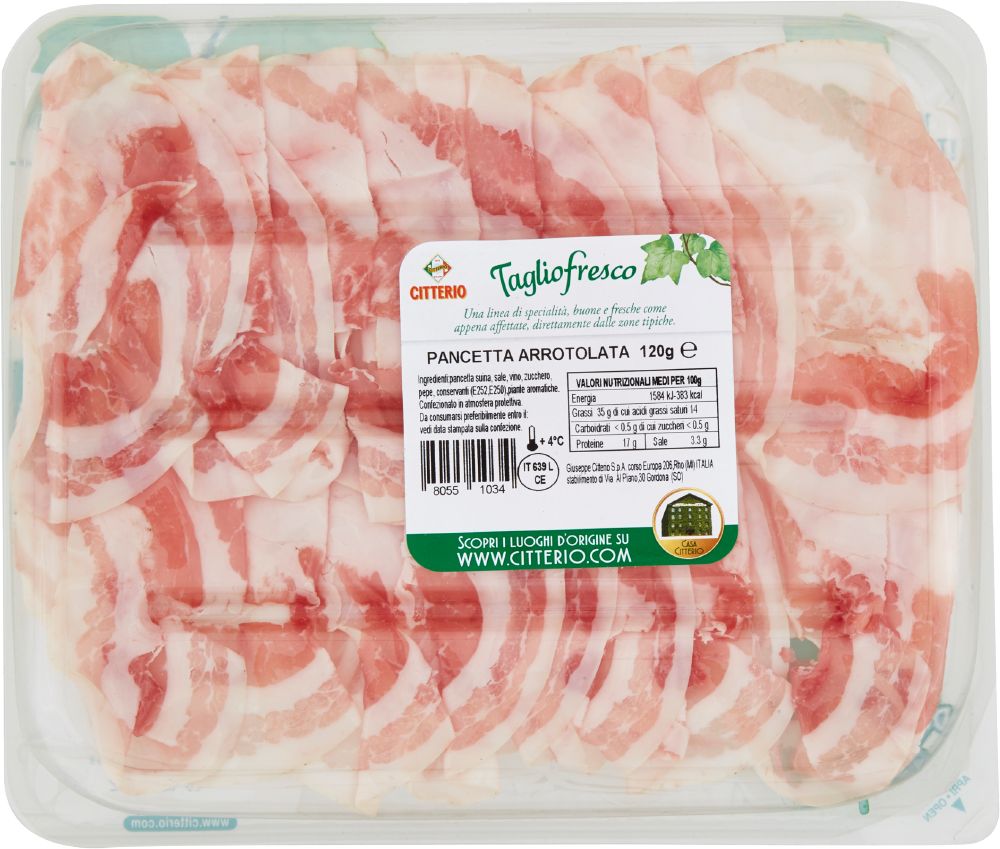 CITTERIO
Tagliofresco
Una linea di specialità, buone e fresche come
appena affettate, direttamente dalle zone tipiche.
PANCETTA ARROTOLATA 120g ℮
Ingredienti:pancetta suina, sale, vino, zucchero,
pepe, conservanti (E252,E250),piante aromatiche.
Confezionato in atmosfera protettiva.
Da consumarsi preferibilmente entro il:
vedi data stampata sulla confezione.
VALORI NUTRIZIONALI MEDI PER 100g
Energia 1584 kJ-383 kcal
Grassi 35 g di cui acidi grassi saturi 14
Carboidrati <0.5 g di cui zuccheri <0.5 g
Proteine 17 g Sale 3.3 g
+ 4°C
8055 1034
IT 639 L
CE
Giuseppe Citterio S.p.A. corso Europa 206,Rho (MI) ITALIA
stabilimento di Via Al Piano,30 Gordona (SO)
CASA
CITTERIO
SCOPRI I LUOGHI D'ORIGINE SU
WWW.CITTERIO.COM
www.citterio.com
APRI • OPEN